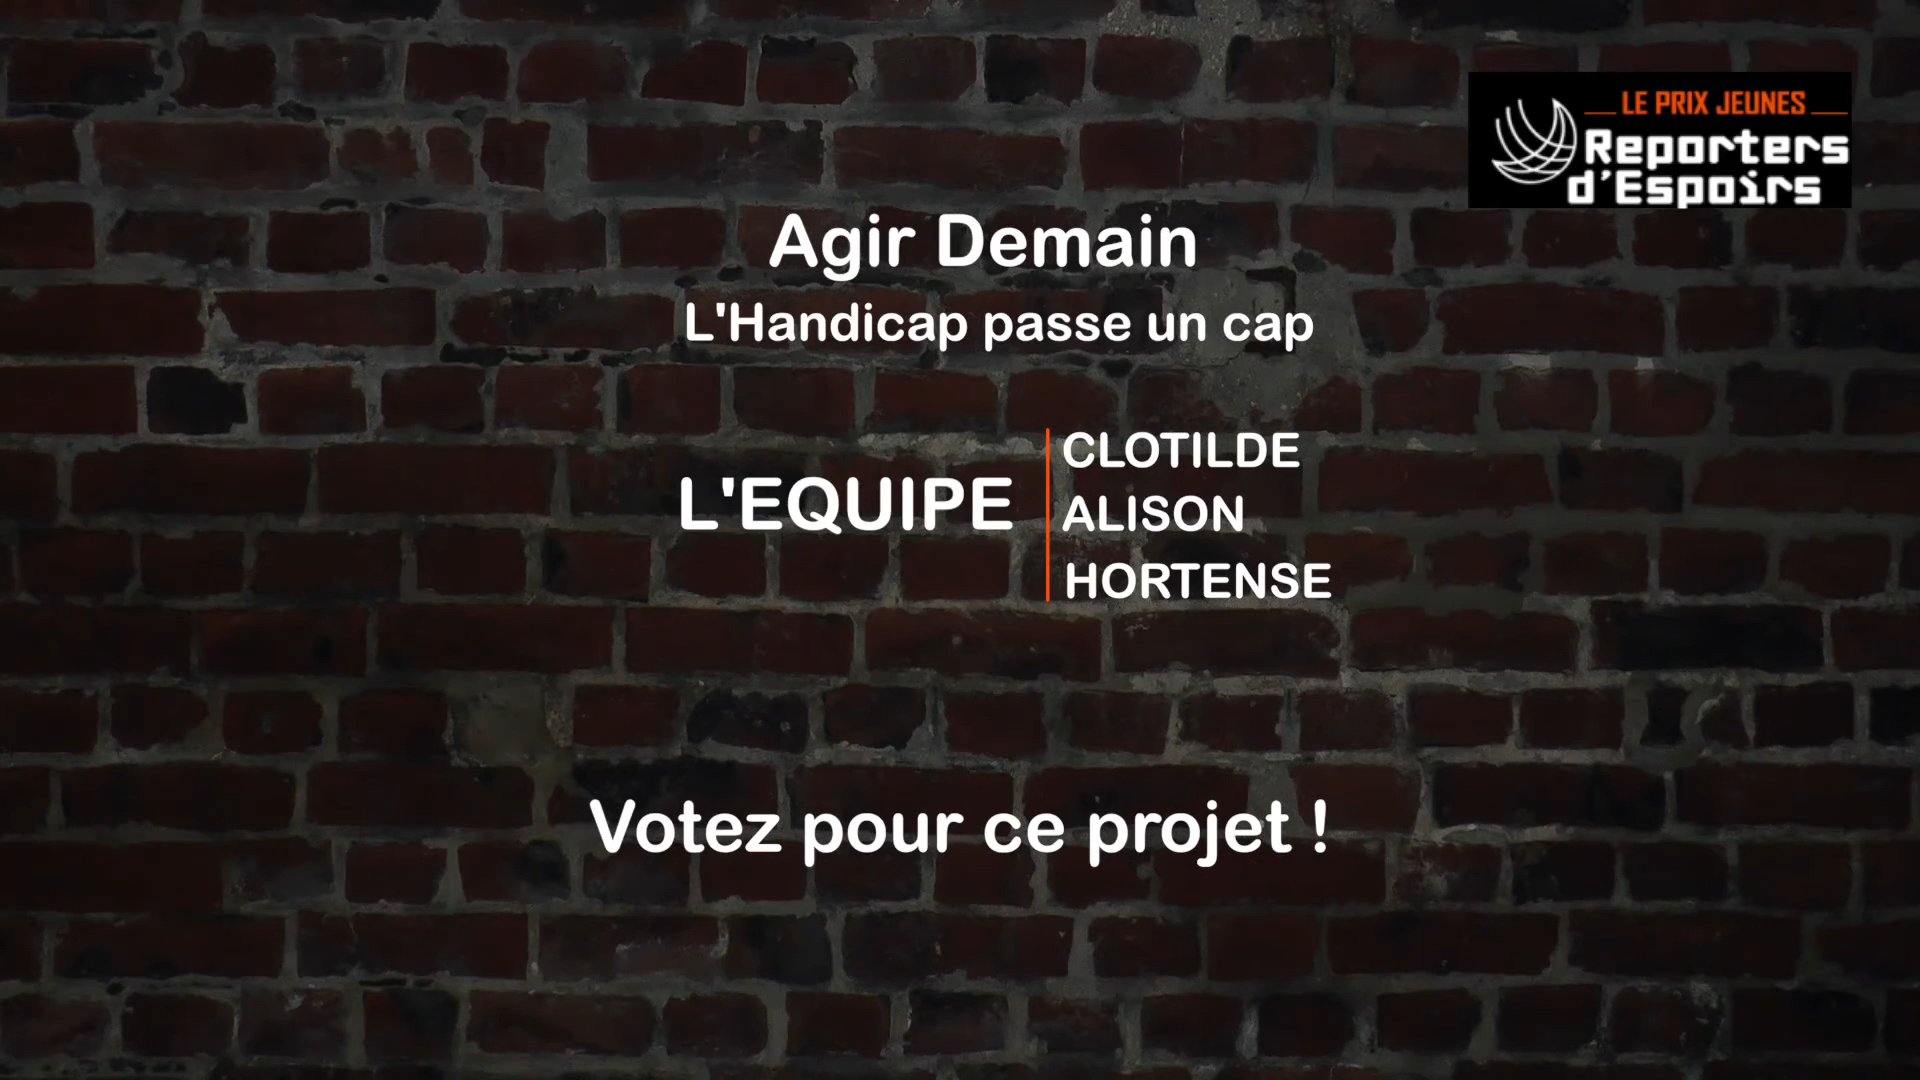 LE PRIX JEUNES
Reporters
d'Espoirs
Agir Demain
L'Handicap passe un cap
L'EQUIPE
CLOTILDE
ALISON
HORTENSE
Votez pour ce projet !